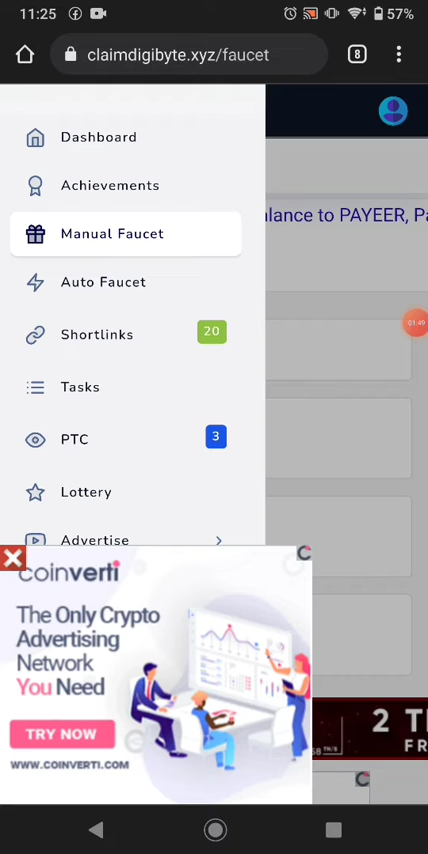 11:25
57%
claimdigibyte.xyz/faucet
8
Dashboard
Achievements
Manual Faucet
alance to PAYEER, Pa
Auto Faucet
01:49
Shortlinks
20
Tasks
PTC
3
Lottery
Advertise
coinverti
The Only Crypto
Advertising
Network
You Need
TRY NOW
WWW.COINVERTI.COM
2 T
FR